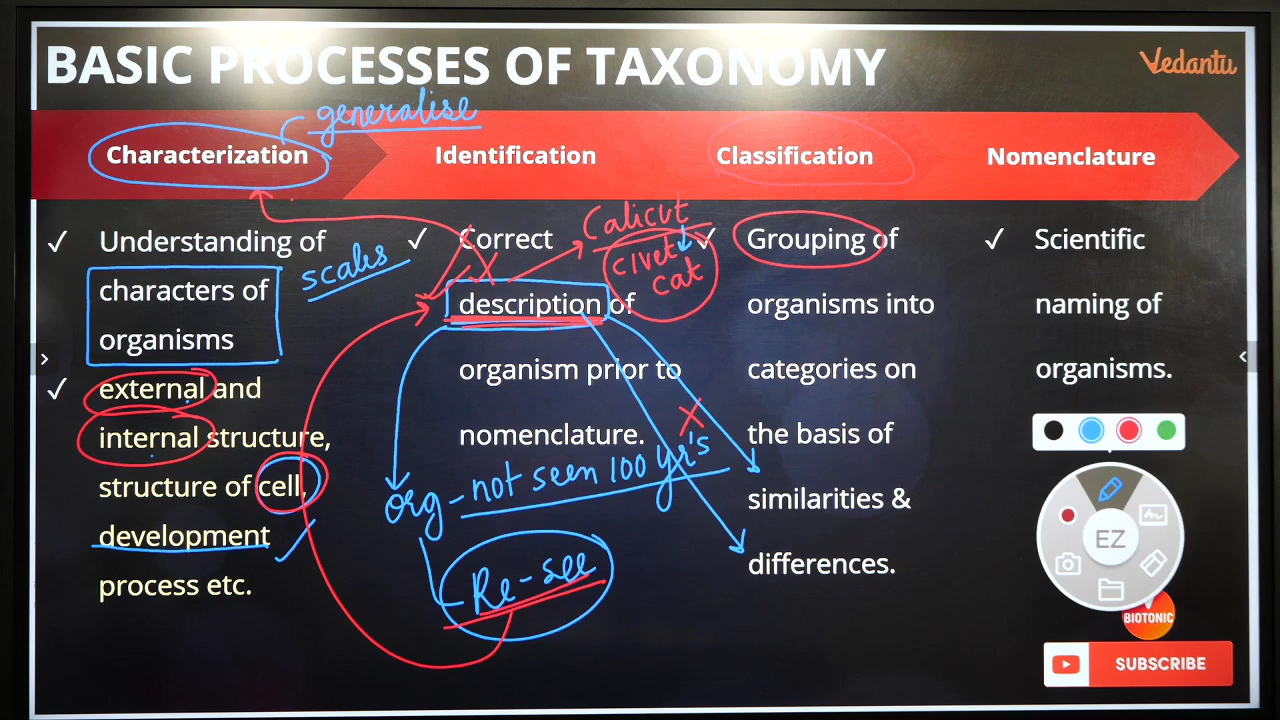 BASIC PROCESSES OF TAXONOMY
Vedantu
generalise
Characterization
Identification
Classification
Nomenclature
✓ Understanding of
characters of
organisms
✓ external and
internal structure,
structure of cell,
development
process etc.
scales
✓ Correct
description of
organism prior to
nomenclature.
Calicut
civet
cat
org - not seen 100 yr's
Re-see
✓ Grouping of
organisms into
categories on
the basis of
similarities &
differences.
✓ Scientific
naming of
organisms.
EZ
BIOTONIC
SUBSCRIBE